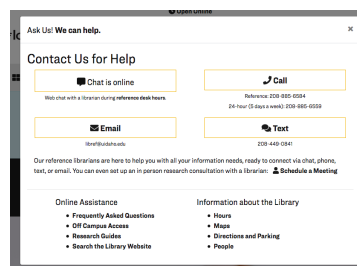 Open Online
Ask Us! We can help.
×
Contact Us for Help
Chat is online
Web chat with a librarian during reference desk hours.
Call
Reference: 208-885-6584
24-hour (5 days a week): 208-885-6559
Email
libref@uidaho.edu
Text
208-449-0841
Our reference librarians are here to help you with all your information needs, ready to connect via chat, phone,
text, or email. You can even set up an in person research consultation with a librarian: Schedule a Meeting
Online Assistance
Frequently Asked Questions
Off Campus Access
Research Guides
Search the Library Website
Information about the Library
Hours
Maps
Directions and Parking
People